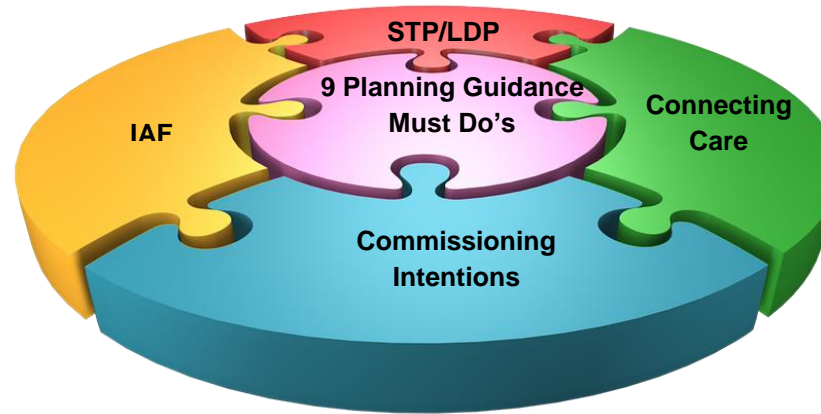 STP/LDP
9 Planning Guidance
Must Do's
IAF
Connecting
Care
Commissioning
Intentions